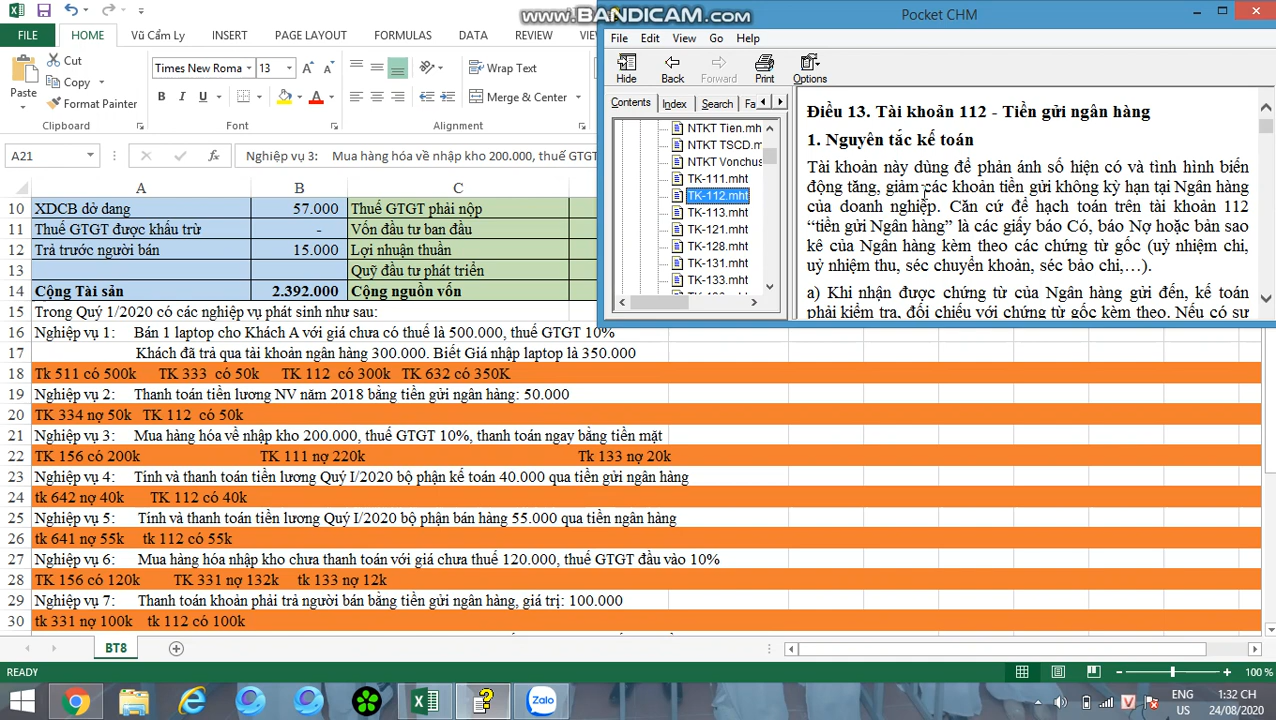 www.BANDICAM.com
FILE HOME Vũ Cẩm Ly INSERT PAGE LAYOUT FORMULAS DATA REVIEW
Paste
Cut
Copy
Format Painter
Clipboard
Times New Roma 13
B I U
Font
Wrap Text
Merge & Center
Alignment
A21 Nghiệp vụ 3: Mua hàng hóa về nhập kho 200.000, thuế GTGT
A B C
10 XDCB dở dang 57.000 Thuế GTGT phải nộp
11 Thuế GTGT được khấu trừ - Vốn đầu tư ban đầu
12 Trả trước người bán 15.000 Lợi nhuận thuần
13 Quỹ đầu tư phát triển
14 Cộng Tài sản 2.392.000 Cộng nguồn vốn
15 Trong Quý 1/2020 có các nghiệp vụ phát sinh như sau:
16 Nghiệp vụ 1: Bán 1 laptop cho Khách A với giá chưa có thuế là 500.000, thuế GTGT 10%
17 Khách đã trả qua tài khoản ngân hàng 300.000. Biết Giá nhập laptop là 350.000
18 Tk 511 có 500k TK 333 có 50k TK 112 có 300k TK 632 có 350K
19 Nghiệp vụ 2: Thanh toán tiền lương NV năm 2018 bằng tiền gửi ngân hàng: 50.000
20 TK 334 nợ 50k TK 112 có 50k
21 Nghiệp vụ 3: Mua hàng hóa về nhập kho 200.000, thuế GTGT 10%, thanh toán ngay bằng tiền mặt
22 TK 156 có 200k TK 111 nợ 220k Tk 133 nợ 20k
23 Nghiệp vụ 4: Tính và thanh toán tiền lương Quý I/2020 bộ phận kế toán 40.000 qua tiền gửi ngân hàng
24 tk 642 nợ 40k TK 112 có 40k
25 Nghiệp vụ 5: Tính và thanh toán tiền lương Quý I/2020 bộ phận bán hàng 55.000 qua tiền ngân hàng
26 tk 641 nợ 55k tk 112 có 55k
27 Nghiệp vụ 6: Mua hàng hóa nhập kho chưa thanh toán với giá chưa thuế 120.000, thuế GTGT đầu vào 10%
28 TK 156 có 120k TK 331 nợ 132k tk 133 nợ 12k
29 Nghiệp vụ 7: Thanh toán khoản phải trả người bán bằng tiền gửi ngân hàng, giá trị: 100.000
30 tk 331 nợ 100k tk 112 có 100k
BT8
READY 100 %
Pocket CHM
File Edit View Go Help
Hide Back Forward Print Options
Contents Index Search Fa
NTKT Tien.mh
NTKT TSCD.m
NTKT Vonchus
TK-111.mht
TK-112.mht
TK-113.mht
TK-121.mht
TK-128.mht
TK-131.mht
TK-133.mht
Điều 13. Tài khoản 112 - Tiền gửi ngân hàng
1. Nguyên tắc kế toán
Tài khoản này dùng để phản ánh số hiện có và tình hình biến
động tăng, giảm các khoản tiền gửi không kỳ hạn tại Ngân hàng
của doanh nghiệp. Căn cứ để hạch toán trên tài khoản 112
“tiền gửi Ngân hàng” là các giấy báo Có, báo Nợ hoặc bản sao
kê của Ngân hàng kèm theo các chứng từ gốc (uỷ nhiệm chi,
uỷ nhiệm thu, séc chuyển khoản, séc bảo chi,…).
a) Khi nhận được chứng từ của Ngân hàng gửi đến, kế toán
phải kiểm tra, đối chiếu với chứng từ gốc kèm theo. Nếu có sự
Zalo
ENG
US
1:32 CH
24/08/2020